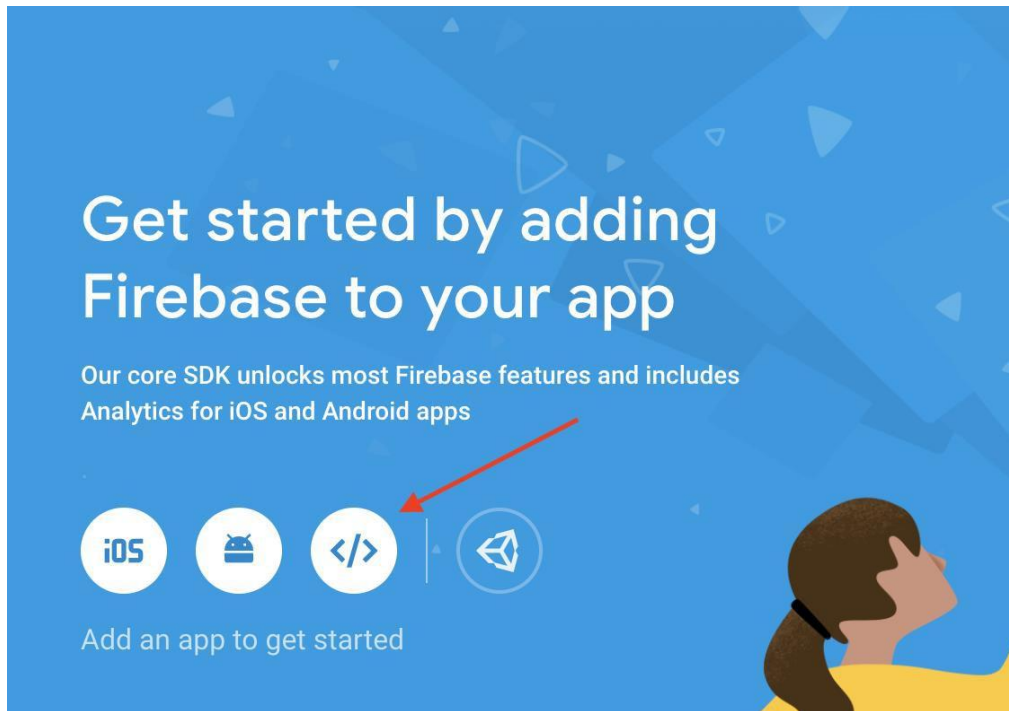 Get started by adding
Firebase to your app
Our core SDK unlocks most Firebase features and includes
Analytics for iOS and Android apps
iOS </>
Add an app to get started